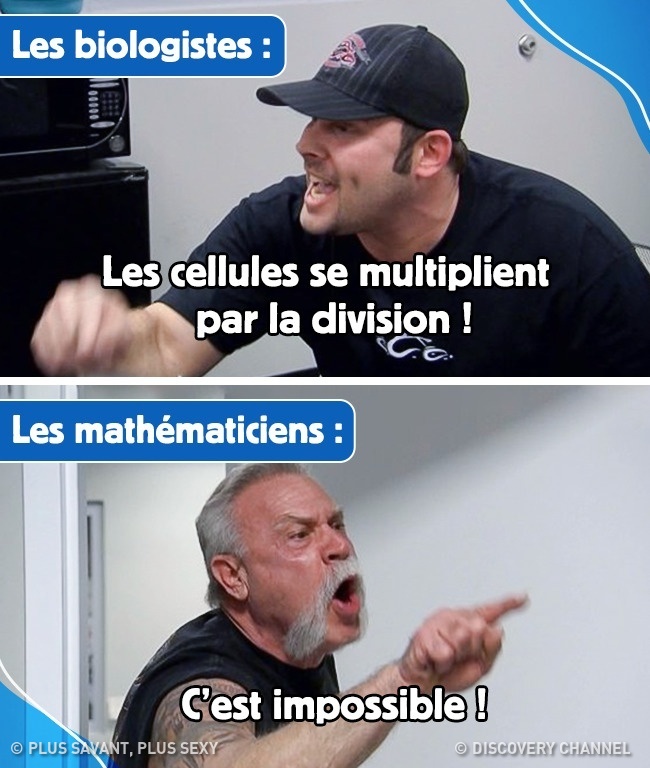 Les biologistes :
Les cellules se multiplient
par la division !
Les mathématiciens :
C'est impossible !
© PLUS SAVANT, PLUS SEXY
© DISCOVERY CHANNEL